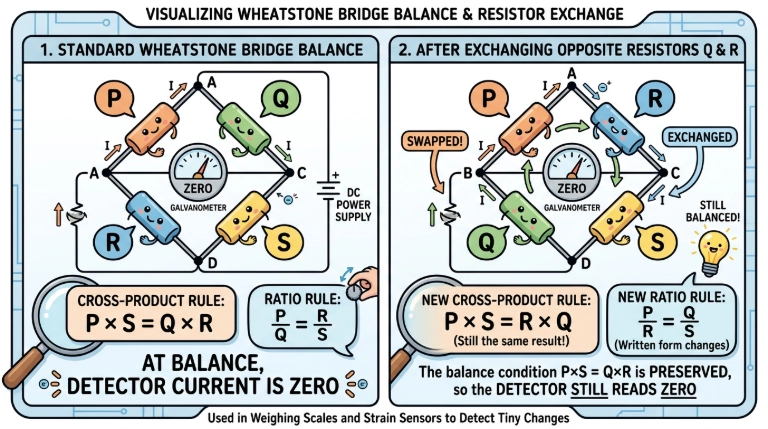 VISUALIZING WHEATSTONE BRIDGE BALANCE & RESISTOR EXCHANGE
1. STANDARD WHEATSTONE BRIDGE BALANCE
A
I
P
Q
I
I
A
C
ZERO
GALVANOMETER
+
DC
POWER
SUPPLY
R
S
D
CROSS-PRODUCT RULE:
P × S = Q × R
RATIO RULE:
P/Q = R/S
AT BALANCE,
DETECTOR CURRENT IS ZERO
2. AFTER EXCHANGING OPPOSITE RESISTORS Q & R
A
I
P
R
SWAPPED!
EXCHANGED
I
B
C
I
I
ZERO
GALVANOMETER
STILL
BALANCED!
Q
S
D
NEW CROSS-PRODUCT RULE:
P × S = R × Q
(Still the same result!)
NEW RATIO RULE:
P/R = Q/S
(Written form changes)
The balance condition P×S = Q×R is PRESERVED,
so the DETECTOR STILL READS ZERO
Used in Weighing Scales and Strain Sensors to Detect Tiny Changes